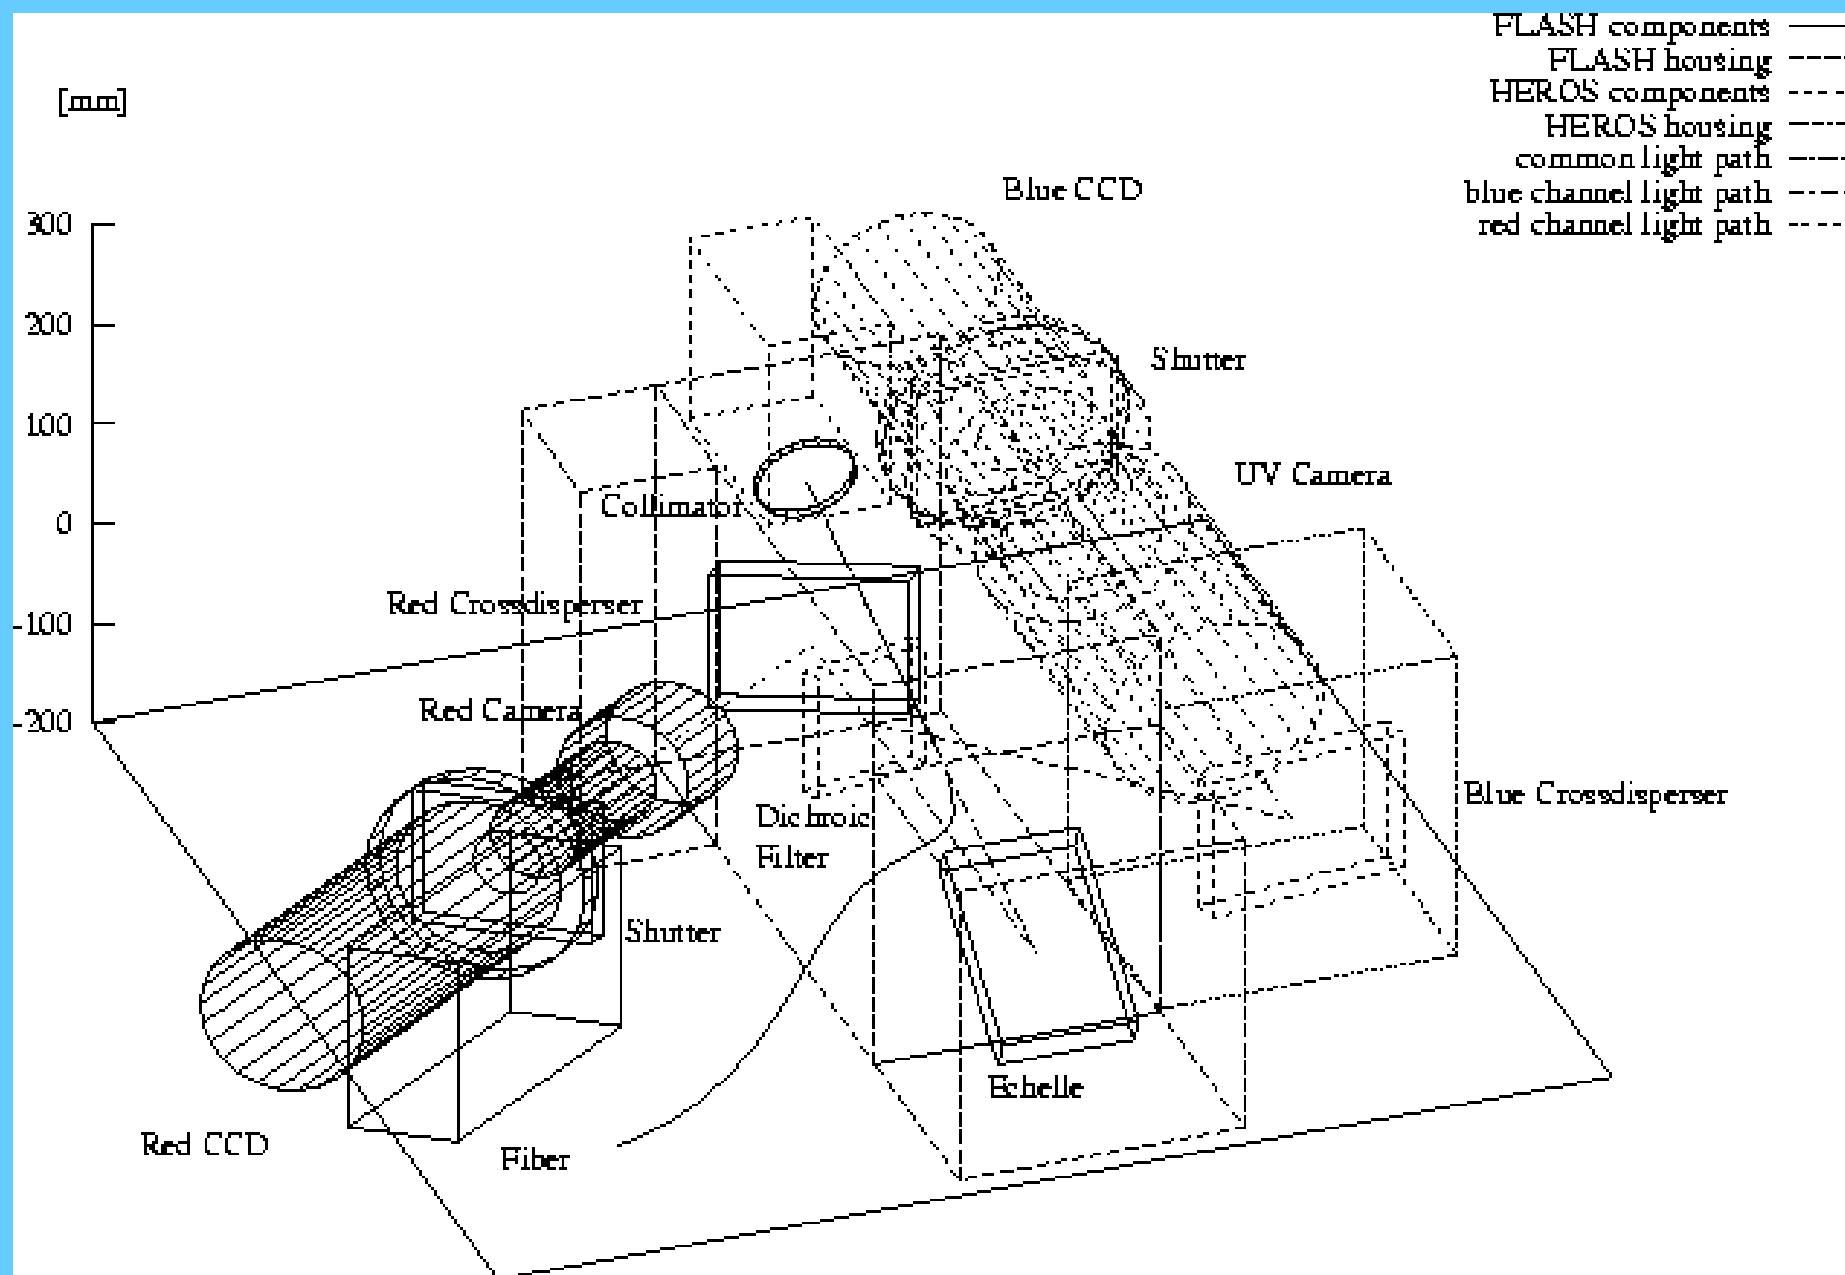 FLASH components
FLASH housing
[mm]
HEROS components
HEROS housing
common light path
blue channel light path
red channel light path
Blue CCD
300
200
Shutter
100
UV Camera
Collimator
0
Red Crossdisperser
-100
Red Camera
-200
Blue Crossdisperser
Dichroic
Filter
Shutter
Echelle
Red CCD
Fiber